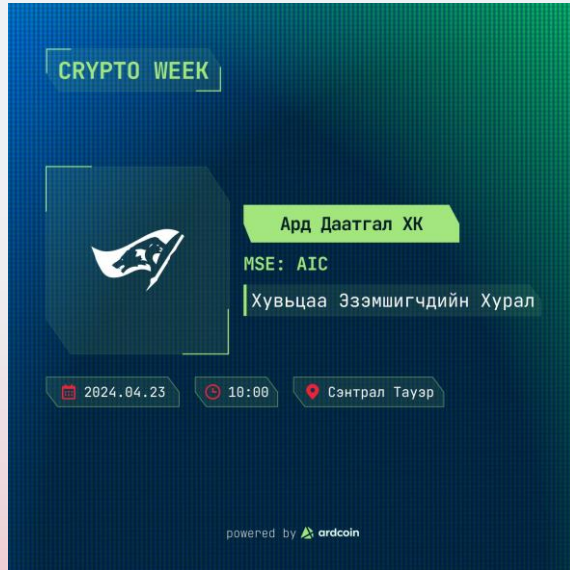 CRYPTO WEEK
Ард Даатгал ХК
MSE: AIC
Хувьцаа Эзэмшигчдийн Хурал
2024.04.23
10:00
Сэнтрал Тауэр
powered by ardcoin